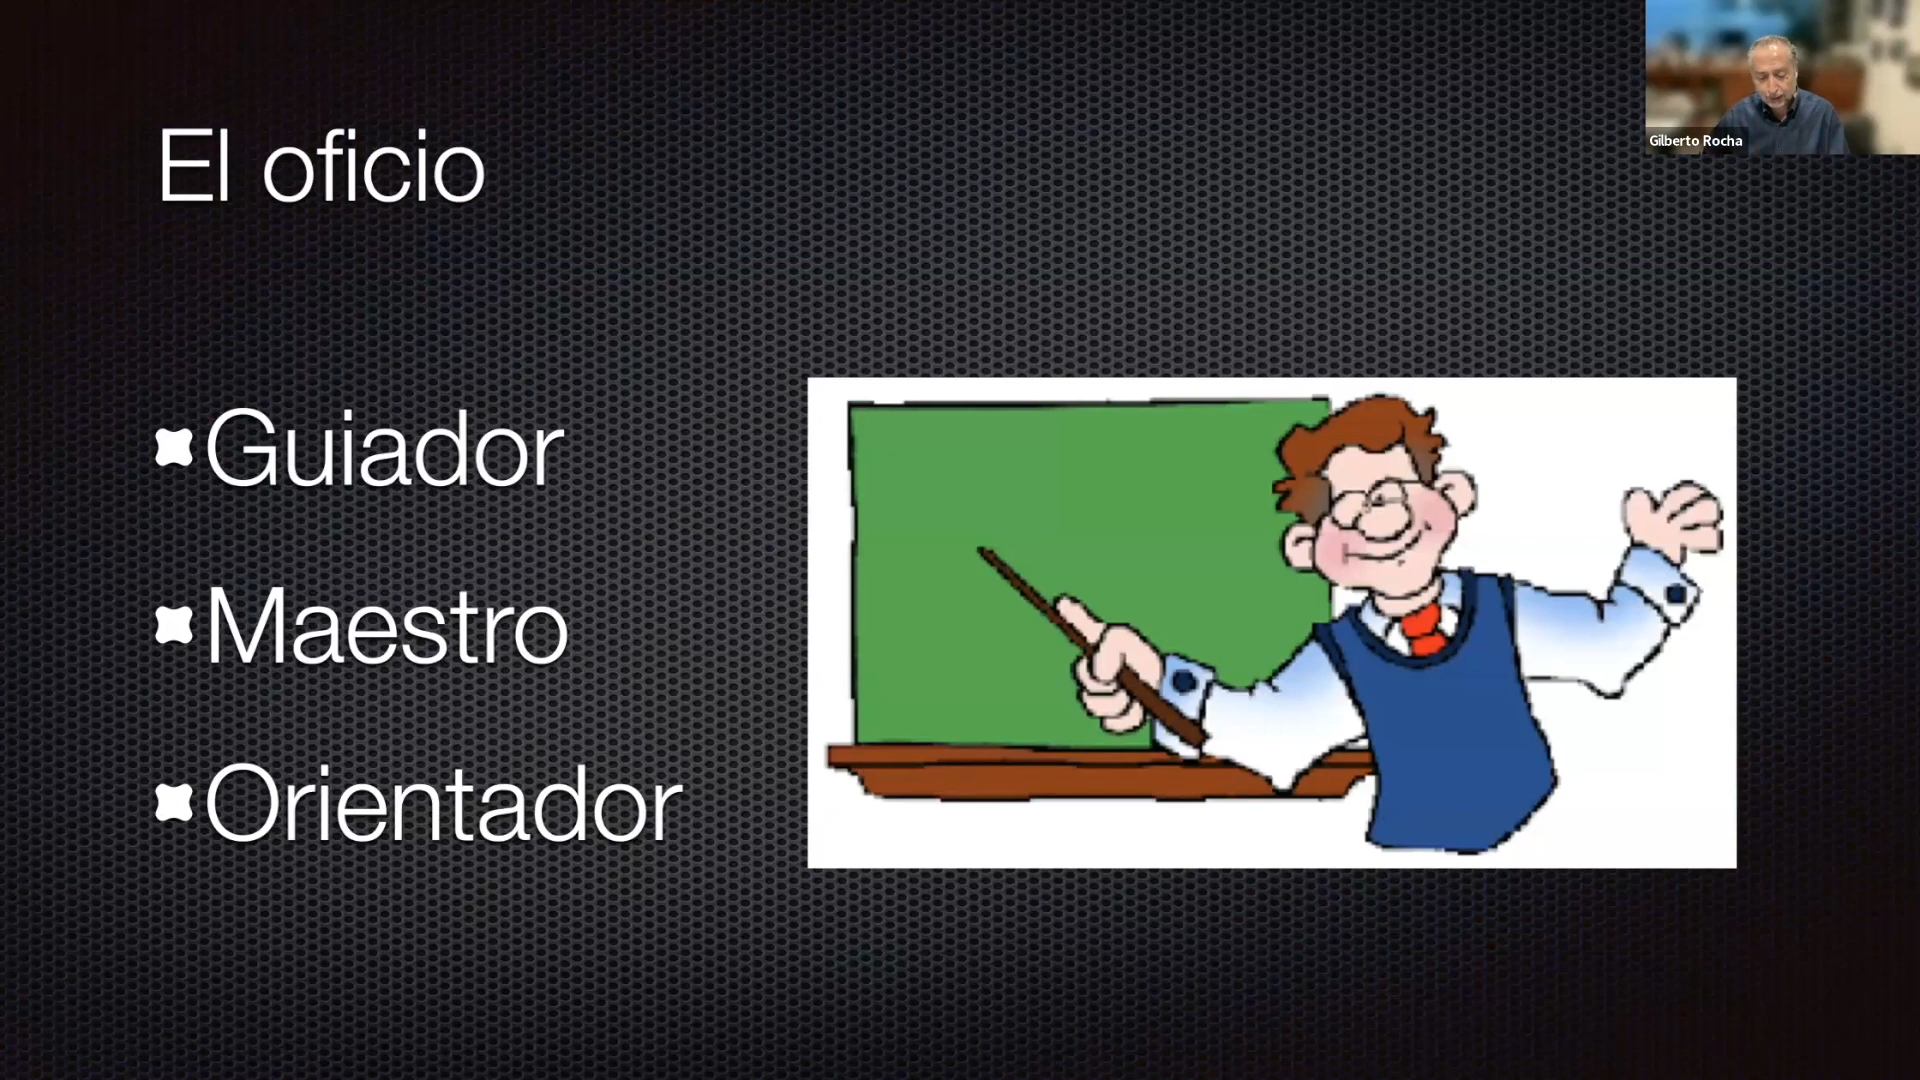 El oficio
Guiador
Maestro
Orientador
Gilberto Rocha